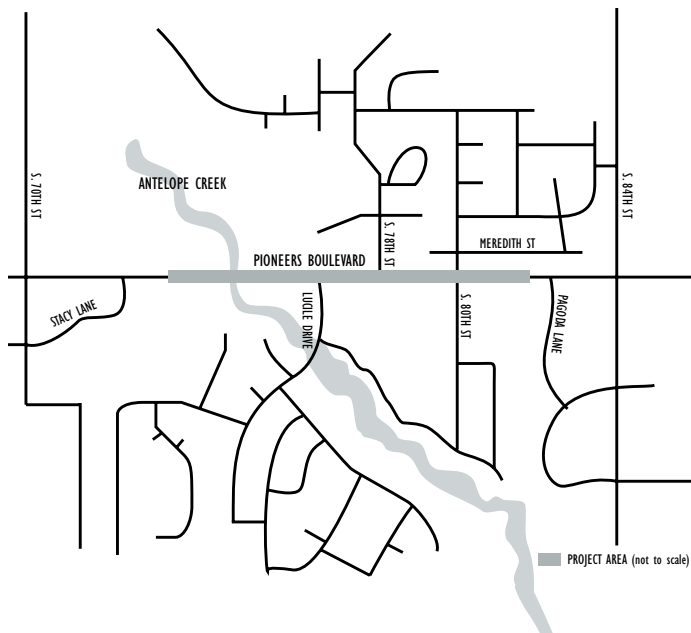 S. 70TH ST
ANTELOPE CREEK
S. 84TH ST
S. 78TH ST
MEREDITH ST
PIONEERS BOULEVARD
STACY LANE
LUCILE DRIVE
S. 80TH ST
PAGODA LANE
PROJECT AREA (not to scale)